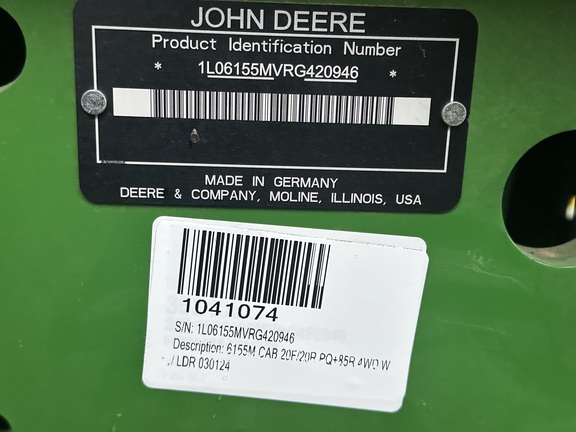 JOHN DEERE
Product Identification Number
* 1L06155MVRG420946 *
MADE IN GERMANY
DEERE & COMPANY, MOLINE, ILLINOIS, USA
1041074
S/N: 1L06155MVRG420946
Description: 6155M CAB 20F/20R PQ+85R 4WD W
/ LDR 030124